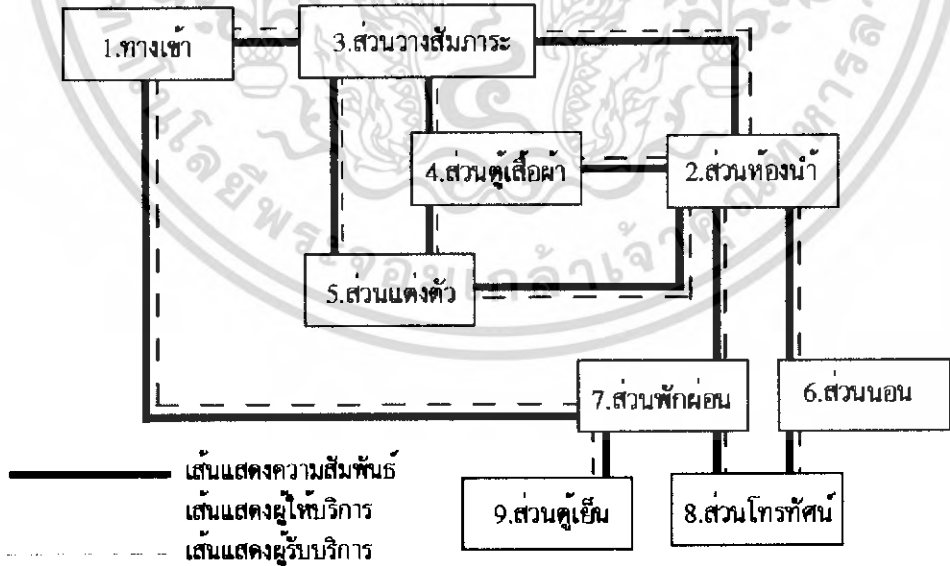 1.ทางเข้า
3.ส่วนวางสัมภาระ
4.ส่วนตู้เสื้อผ้า
2.ส่วนห้องน้ำ
5.ส่วนแต่งตัว
7.ส่วนพักผ่อน
6.ส่วนนอน
9.ส่วนตู้เย็น
8.ส่วนโทรทัศน์
เส้นแสดงความสัมพันธ์
เส้นแสดงผู้ให้บริการ
เส้นแสดงผู้รับบริการ